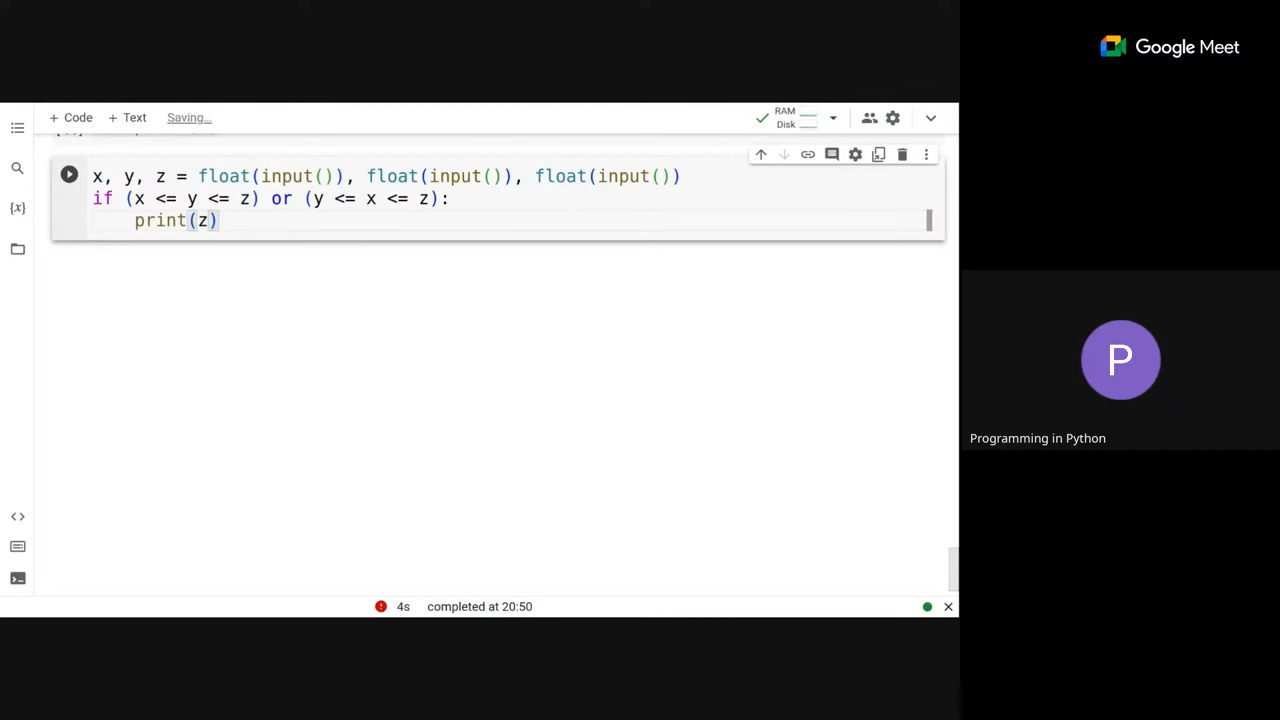 Google Meet
+ Code + Text Saving...
RAM
Disk
x, y, z = float(input()), float(input()), float(input())
if (x <= y <= z) or (y <= x <= z):
    print(z)
{x}
P
Programming in Python
<>
! 4s completed at 20:50